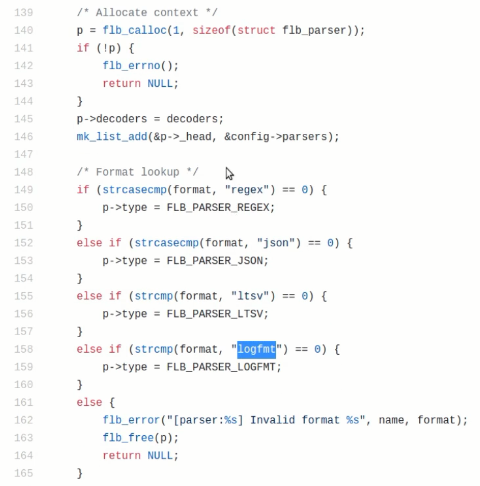 139 /* Allocate context */
140 p = flb_calloc(1, sizeof(struct flb_parser));
141 if (!p) {
142 flb_errno();
143 return NULL;
144 }
145 p->decoders = decoders;
146 mk_list_add(&p->_head, &config->parsers);
147
148 /* Format lookup */
149 if (strcasecmp(format, "regex") == 0) {
150 p->type = FLB_PARSER_REGEX;
151 }
152 else if (strcasecmp(format, "json") == 0) {
153 p->type = FLB_PARSER_JSON;
154 }
155 else if (strcmp(format, "ltsv") == 0) {
156 p->type = FLB_PARSER_LTSV;
157 }
158 else if (strcmp(format, "logfmt") == 0) {
159 p->type = FLB_PARSER_LOGFMT;
160 }
161 else {
162 flb_error("[parser:%s] Invalid format %s", name, format);
163 flb_free(p);
164 return NULL;
165 }